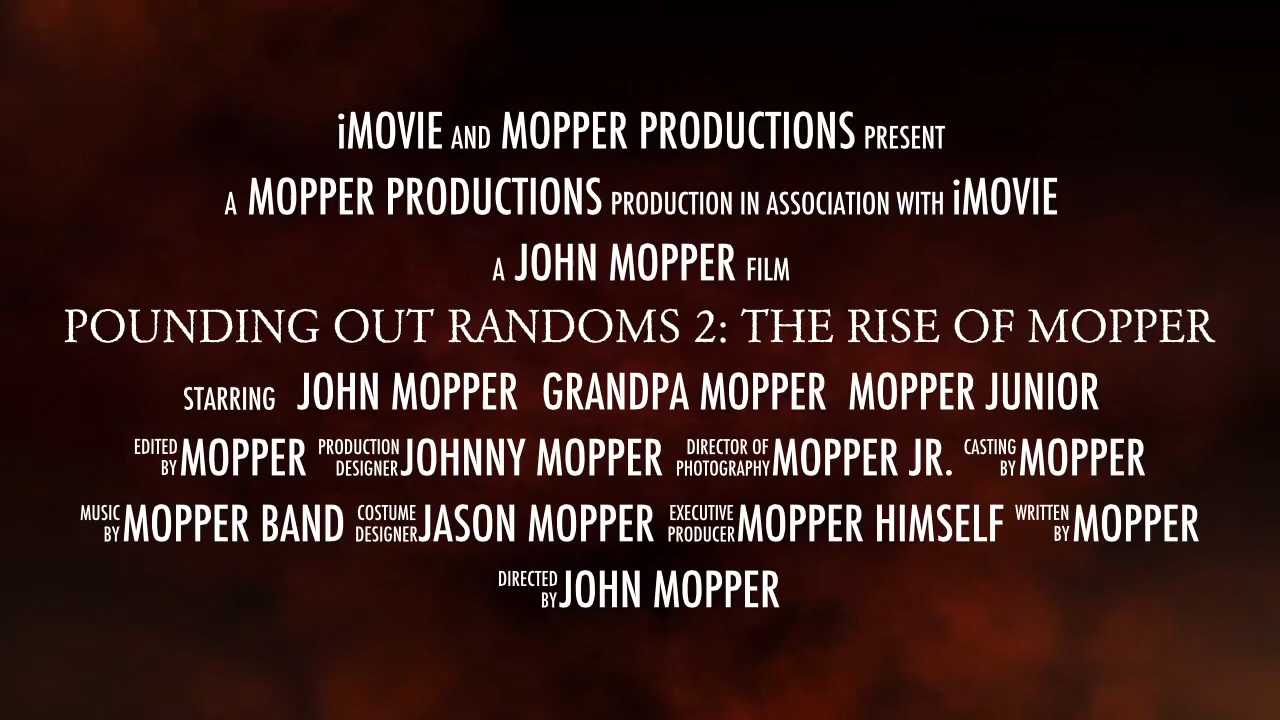 iMOVIE AND MOPPER PRODUCTIONS PRESENT
A MOPPER PRODUCTIONS PRODUCTION IN ASSOCIATION WITH iMOVIE
A JOHN MOPPER FILM
POUNDING OUT RANDOMS 2: THE RISE OF MOPPER
STARRING JOHN MOPPER GRANDPA MOPPER MOPPER JUNIOR
EDITED BY MOPPER PRODUCTION DESIGNER JOHNNY MOPPER DIRECTOR OF PHOTOGRAPHY MOPPER JR. CASTING BY MOPPER
MUSIC BY MOPPER BAND COSTUME DESIGNER JASON MOPPER EXECUTIVE PRODUCER MOPPER HIMSELF WRITTEN BY MOPPER
DIRECTED BY JOHN MOPPER